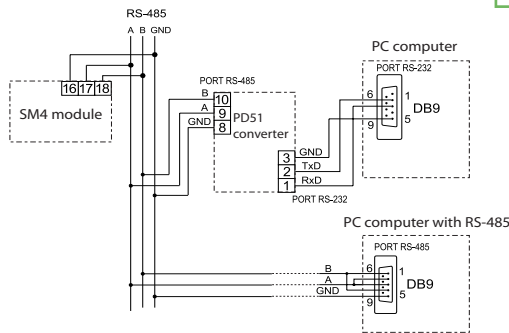 RS-485
A B GND
PC computer
PORT RS-232
6
1
DB9
9
5
16 17 18
SM4 module
PORT RS-485
B 10
A 9
GND 8
PD51
converter
3 GND
2 TxD
1 RxD
PORT RS-232
PC computer with RS-485
PORT RS-485
B
A
GND
6
1
DB9
9
5